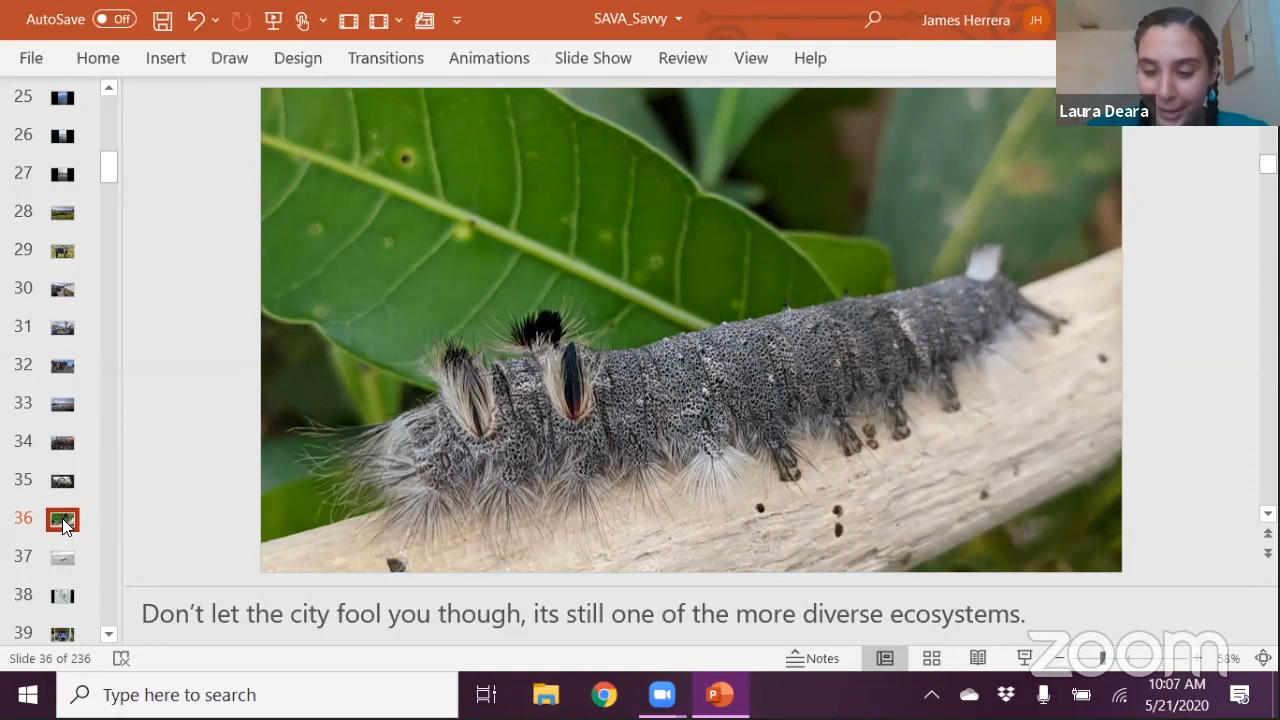 AutoSave Off SAVA_Savvy James Herrera JH
File Home Insert Draw Design Transitions Animations Slide Show Review View Help
Laura Deara
25
26
27
28
29
30
31
32
33
34
35
36
37
38
39
Don't let the city fool you though, its still one of the more diverse ecosystems.
Slide 36 of 236 Notes 58%
zoom
Type here to search
10:07 AM
5/21/2020